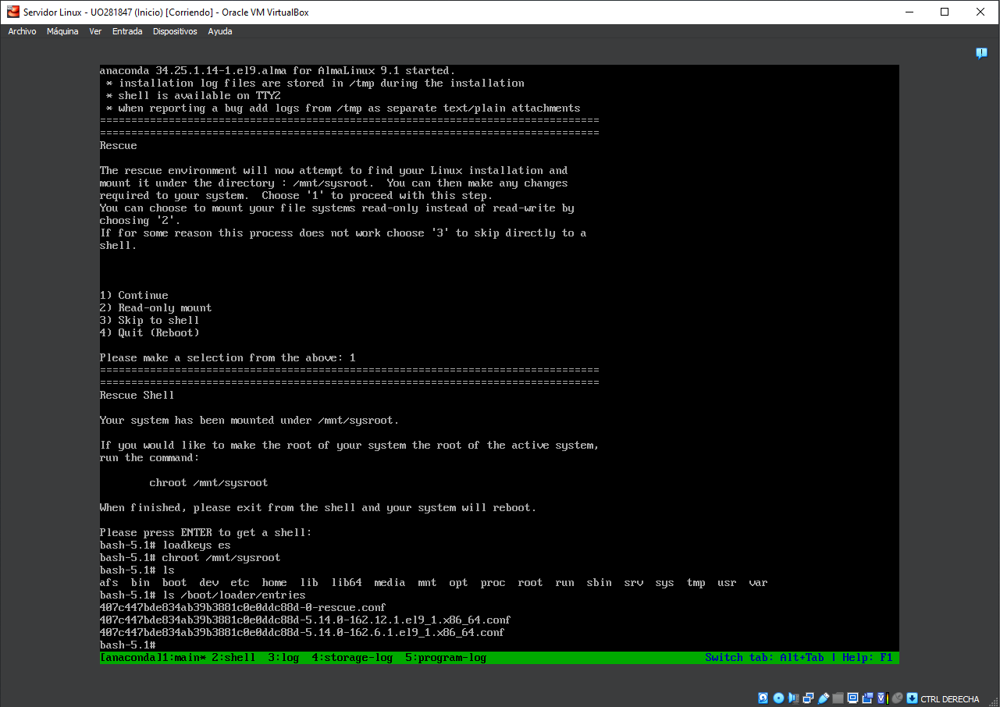 Servidor Linux - UO281847 (Inicio) [Corriendo] - Oracle VM VirtualBox
Archivo Máquina Ver Entrada Dispositivos Ayuda
anaconda 34.25.1.14-1.el9.alma for AlmaLinux 9.1 started.
* installation log files are stored in /tmp during the installation
* shell is available on TTY2
* when reporting a bug add logs from /tmp as separate text/plain attachments
================================================================================
================================================================================
Rescue
The rescue environment will now attempt to find your Linux installation and
mount it under the directory : /mnt/sysroot.  You can then make any changes
required to your system.  Choose '1' to proceed with this step.
You can choose to mount your file systems read-only instead of read-write by
choosing '2'.
If for some reason this process does not work choose '3' to skip directly to a
shell.
1) Continue
2) Read-only mount
3) Skip to shell
4) Quit (Reboot)
Please make a selection from the above: 1
================================================================================
================================================================================
Rescue Shell
Your system has been mounted under /mnt/sysroot.
If you would like to make the root of your system the root of the active system,
run the command:
chroot /mnt/sysroot
When finished, please exit from the shell and your system will reboot.
Please press ENTER to get a shell:
bash-5.1# loadkeys es
bash-5.1# chroot /mnt/sysroot
bash-5.1# ls
afs  bin  boot  dev  etc  home  lib  lib64  media  mnt  opt  proc  root  run  sbin  srv  sys  tmp  usr  var
bash-5.1# ls /boot/loader/entries
407c447bde834ab39b3881c0e0ddc88d-0-rescue.conf
407c447bde834ab39b3881c0e0ddc88d-5.14.0-162.12.1.el9_1.x86_64.conf
407c447bde834ab39b3881c0e0ddc88d-5.14.0-162.6.1.el9_1.x86_64.conf
bash-5.1#
[anaconda]1:main* 2:shell  3:log  4:storage-log  5:program-log Switch tab: Alt+Tab | Help: F1
CTRL DERECHA